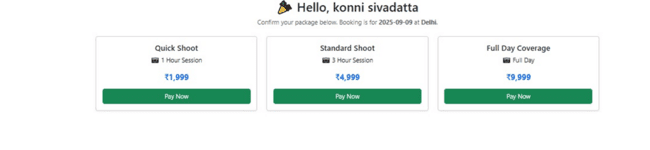 Hello, konni sivadatta
Confirm your package below. Booking is for 2025-09-09 at Delhi.
Quick Shoot
1 Hour Session
₹1,999
Pay Now
Standard Shoot
3 Hour Session
₹4,999
Pay Now
Full Day Coverage
Full Day
₹9,999
Pay Now